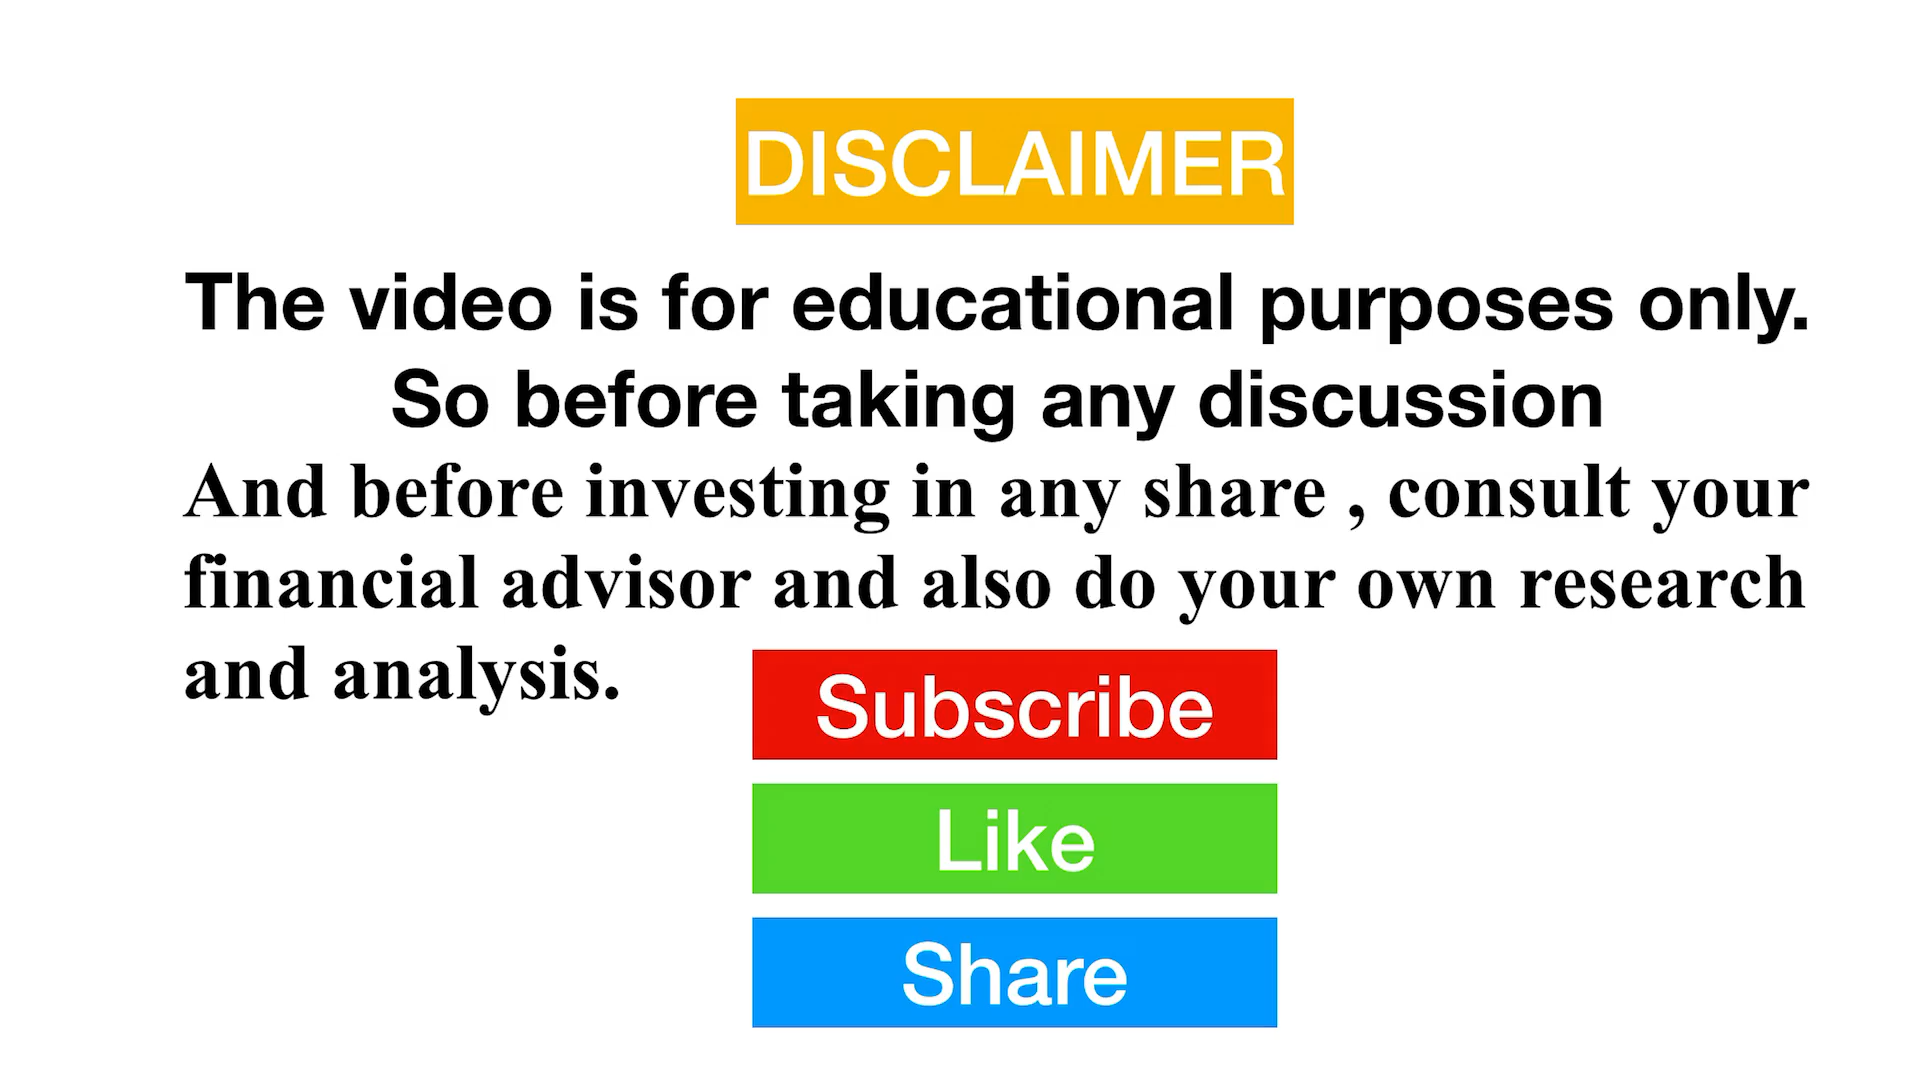 DISCLAIMER
The video is for educational purposes only.
So before taking any discussion
And before investing in any share , consult your
financial advisor and also do your own research
and analysis.
Subscribe
Like
Share